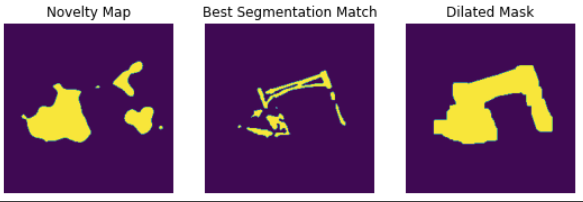 Novelty Map
Best Segmentation Match
Dilated Mask